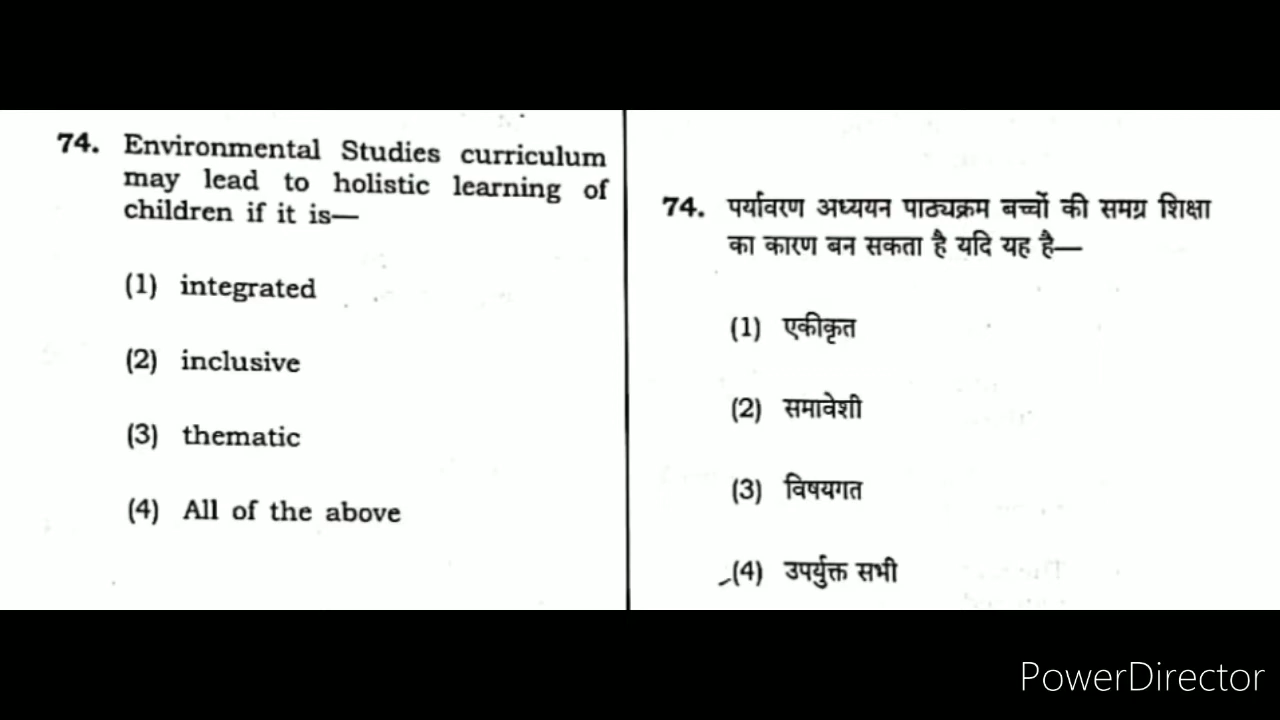 74. Environmental Studies curriculum
may lead to holistic learning of
children if it is—
(1) integrated
(2) inclusive
(3) thematic
(4) All of the above
74. पर्यावरण अध्ययन पाठ्यक्रम बच्चों की समग्र शिक्षा
का कारण बन सकता है यदि यह है—
(1) एकीकृत
(2) समावेशी
(3) विषयगत
(4) उपर्युक्त सभी
PowerDirector